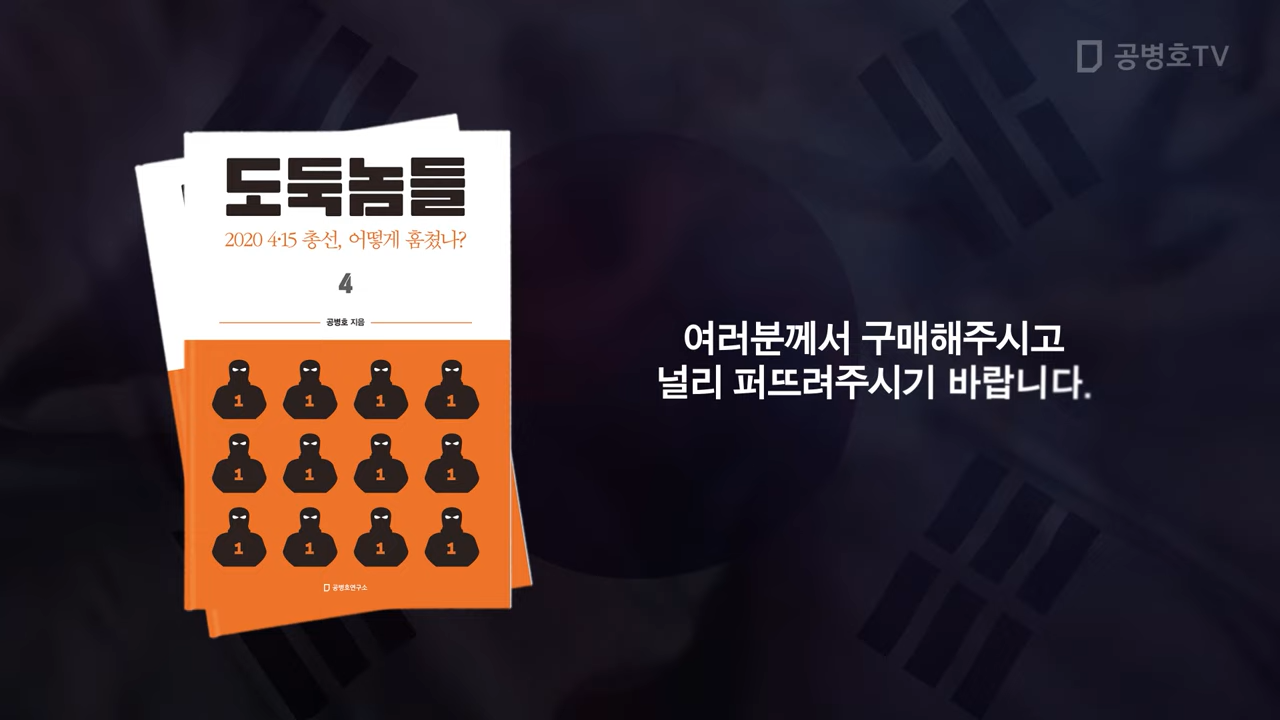 공병호TV
도둑놈들
2020 4·15 총선, 어떻게 훔쳤나?
4
공병호 지음
1 1 1 1
1 1 1 1
1 1 1 1
공병호연구소
여러분께서 구매해주시고
널리 퍼뜨려주시기 바랍니다.